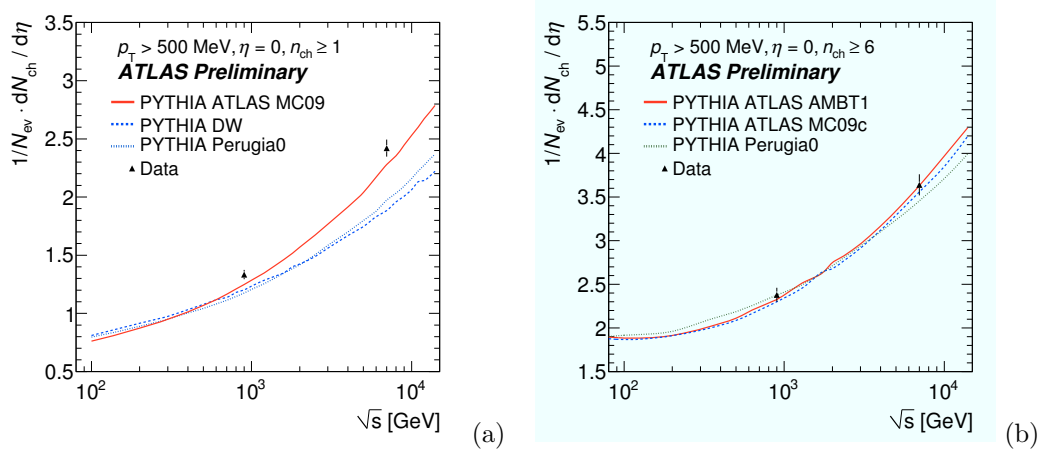 p_T > 500 MeV, η = 0, n_ch ≥ 1
ATLAS Preliminary
PYTHIA ATLAS MC09
PYTHIA DW
PYTHIA Perugia0
Data
1/N_ev · dN_ch / dη
3.5
3
2.5
2
1.5
1
0.5
10^2
10^3
10^4
√s [GeV]
(a)
p_T > 500 MeV, η = 0, n_ch ≥ 6
ATLAS Preliminary
PYTHIA ATLAS AMBT1
PYTHIA ATLAS MC09c
PYTHIA Perugia0
Data
1/N_ev · dN_ch / dη
5.5
5
4.5
4
3.5
3
2.5
2
1.5
10^2
10^3
10^4
√s [GeV]
(b)